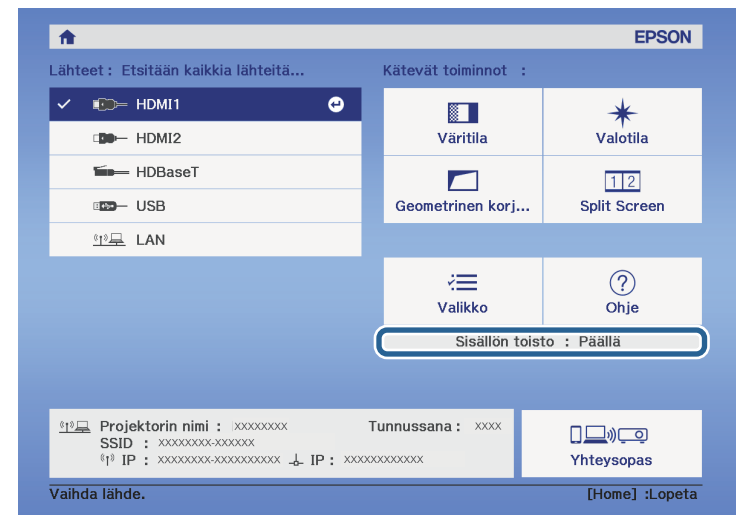 EPSON
Lähteet : Etsitään kaikkia lähteitä...
HDMI1
HDMI2
HDBaseT
USB
LAN
Kätevät toiminnot :
Väritila
Valotila
Geometrinen korj...
1 2
Split Screen
Valikko
?
Ohje
Sisällön toisto : Päällä
Projektorin nimi : xxxxxxxx Tunnussana : xxxx
SSID : xxxxxxxx-xxxxxx
IP : xxxxxxxx-xxxxxxxxxx IP : xxxxxxxxxxxx
Yhteysopas
Vaihda lähde. [Home] :Lopeta